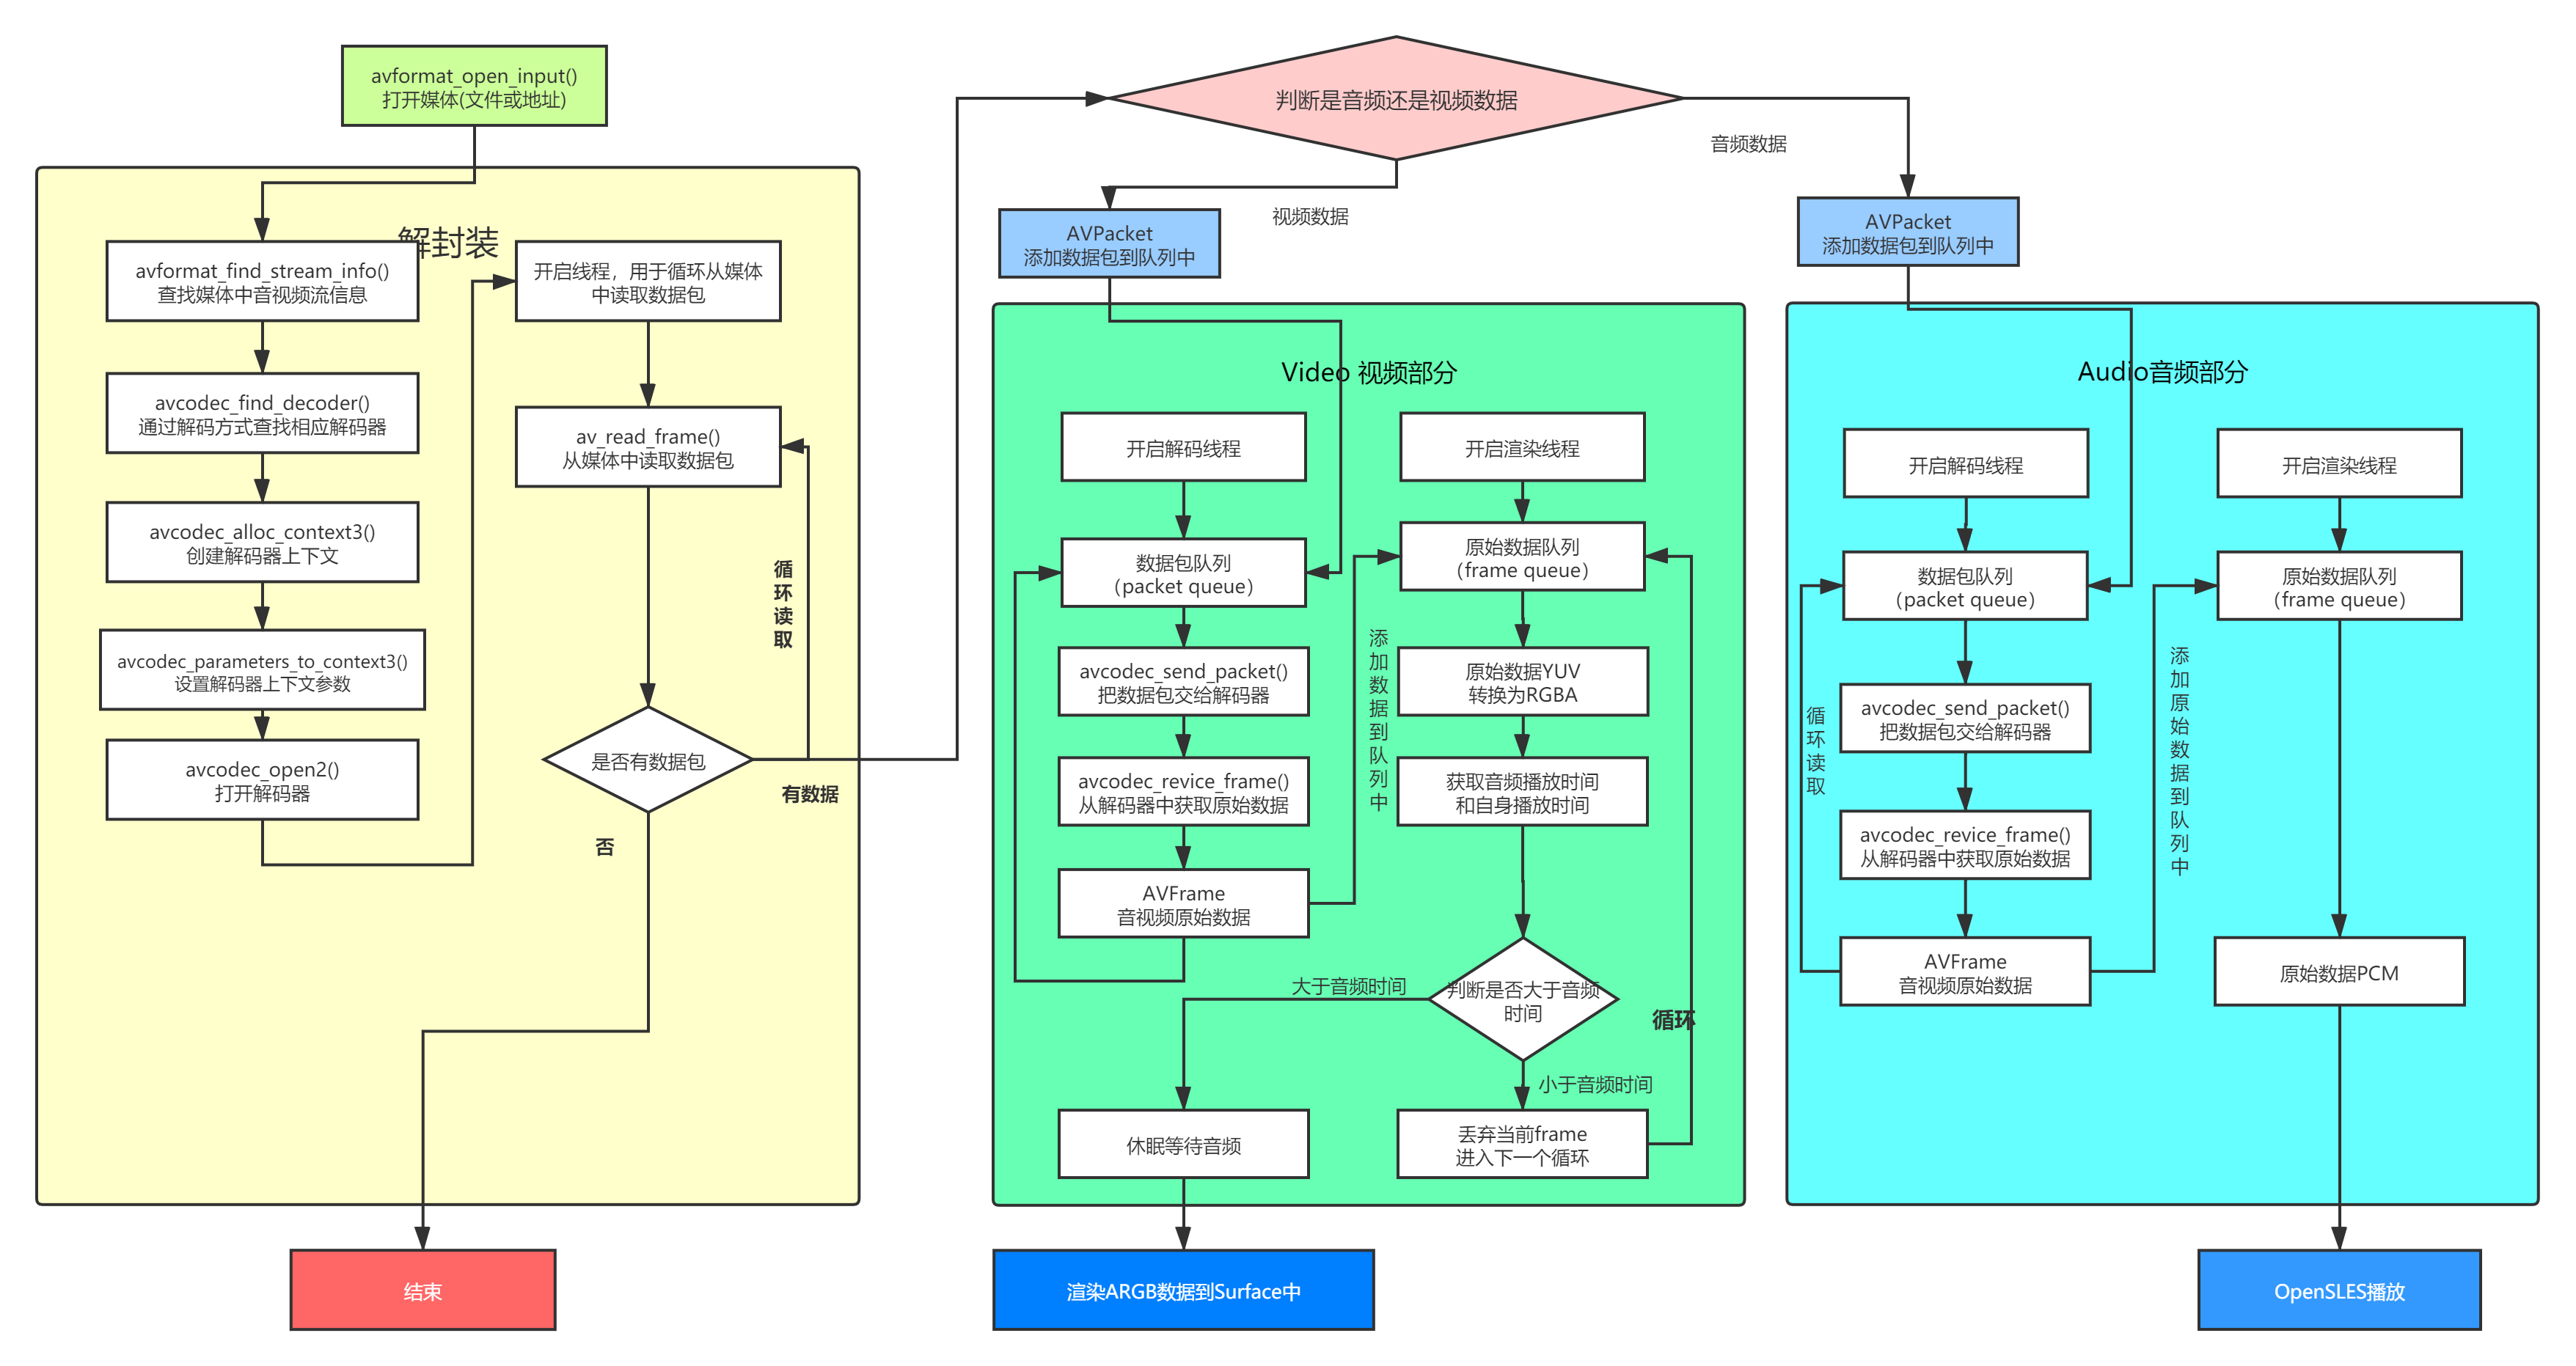 avformat_open_input()
打开媒体(文件或地址)
解封装
avformat_find_stream_info()
查找媒体中音视频流信息
avcodec_find_decoder()
通过解码方式查找相应解码器
avcodec_alloc_context3()
创建解码器上下文
avcodec_parameters_to_context3()
设置解码器上下文参数
avcodec_open2()
打开解码器
开启线程，用于循环从媒体
中读取数据包
av_read_frame()
从媒体中读取数据包
循
环
读
取
是否有数据包
有数据
否
结束
判断是音频还是视频数据
视频数据
音频数据
AVPacket
添加数据包到队列中
AVPacket
添加数据包到队列中
Video 视频部分
开启解码线程
数据包队列
（packet queue）
avcodec_send_packet()
把数据包交给解码器
avcodec_revice_frame()
从解码器中获取原始数据
AVFrame
音视频原始数据
添
加
数
据
到
队
列
中
开启渲染线程
原始数据队列
（frame queue）
原始数据YUV
转换为RGBA
获取音频播放时间
和自身播放时间
判断是否大于音频
时间
大于音频时间
小于音频时间
循环
休眠等待音频
丢弃当前frame
进入下一个循环
渲染ARGB数据到Surface中
Audio音频部分
开启解码线程
数据包队列
（packet queue）
循
环
读
取
avcodec_send_packet()
把数据包交给解码器
avcodec_revice_frame()
从解码器中获取原始数据
AVFrame
音视频原始数据
添
加
原
始
数
据
到
队
列
中
开启渲染线程
原始数据队列
（frame queue）
原始数据PCM
OpenSLES播放